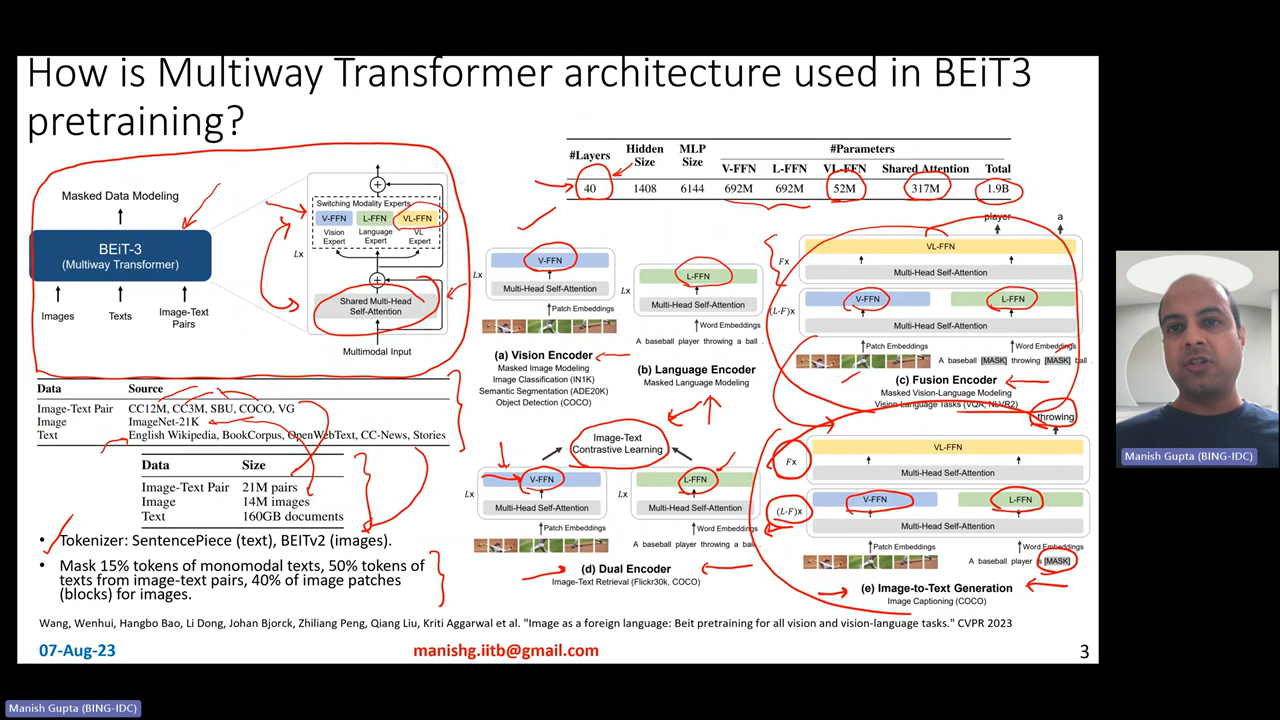 How is Multiway Transformer architecture used in BEiT3
pretraining?
Masked Data Modeling
BEiT-3
(Multiway Transformer)
Images
Texts
Image-Text
Pairs
Switching Modality Experts
V-FFN
L-FFN
VL-FFN
Vision
Expert
Language
Expert
VL
Expert
Lx
Shared Multi-Head
Self-Attention
Multimodal Input
#Layers Hidden Size MLP Size #Parameters
V-FFN L-FFN VL-FFN Shared Attention Total
40 1408 6144 692M 692M 52M 317M 1.9B
Data Source
Image-Text Pair CC12M, CC3M, SBU, COCO, VG
Image ImageNet-21K
Text English Wikipedia, BookCorpus, OpenWebText, CC-News, Stories
Data Size
Image-Text Pair 21M pairs
Image 14M images
Text 160GB documents
• Tokenizer: SentencePiece (text), BEITv2 (images).
• Mask 15% tokens of monomodal texts, 50% tokens of
texts from image-text pairs, 40% of image patches
(blocks) for images.
Lx
V-FFN
Multi-Head Self-Attention
Patch Embeddings
(a) Vision Encoder
Masked Image Modeling
Image Classification (IN1K)
Semantic Segmentation (ADE20K)
Object Detection (COCO)
Lx
L-FFN
Multi-Head Self-Attention
Word Embeddings
A baseball player throwing a ball .
(b) Language Encoder
Masked Language Modeling
player a
Fx
VL-FFN
Multi-Head Self-Attention
(L-F)x
V-FFN L-FFN
Multi-Head Self-Attention
Patch Embeddings Word Embeddings
A baseball [MASK] throwing [MASK] ball .
(c) Fusion Encoder
Masked Vision-Language Modeling
Vision-Language Tasks (VQA, NLVR2)
Image-Text
Contrastive Learning
Lx
V-FFN
Multi-Head Self-Attention
Patch Embeddings
Lx
L-FFN
Multi-Head Self-Attention
Word Embeddings
A baseball player throwing a ball .
(d) Dual Encoder
Image-Text Retrieval (Flickr30k, COCO)
throwing
Fx
VL-FFN
Multi-Head Self-Attention
(L-F)x
V-FFN L-FFN
Multi-Head Self-Attention
Patch Embeddings Word Embeddings
A baseball player is [MASK]
(e) Image-to-Text Generation
Image Captioning (COCO)
Wang, Wenhui, Hangbo Bao, Li Dong, Johan Bjorck, Zhiliang Peng, Qiang Liu, Kriti Aggarwal et al. "Image as a foreign language: Beit pretraining for all vision and vision-language tasks." CVPR 2023
07-Aug-23
manishg.iitb@gmail.com
3
Manish Gupta (BING-IDC)
Manish Gupta (BING-IDC)